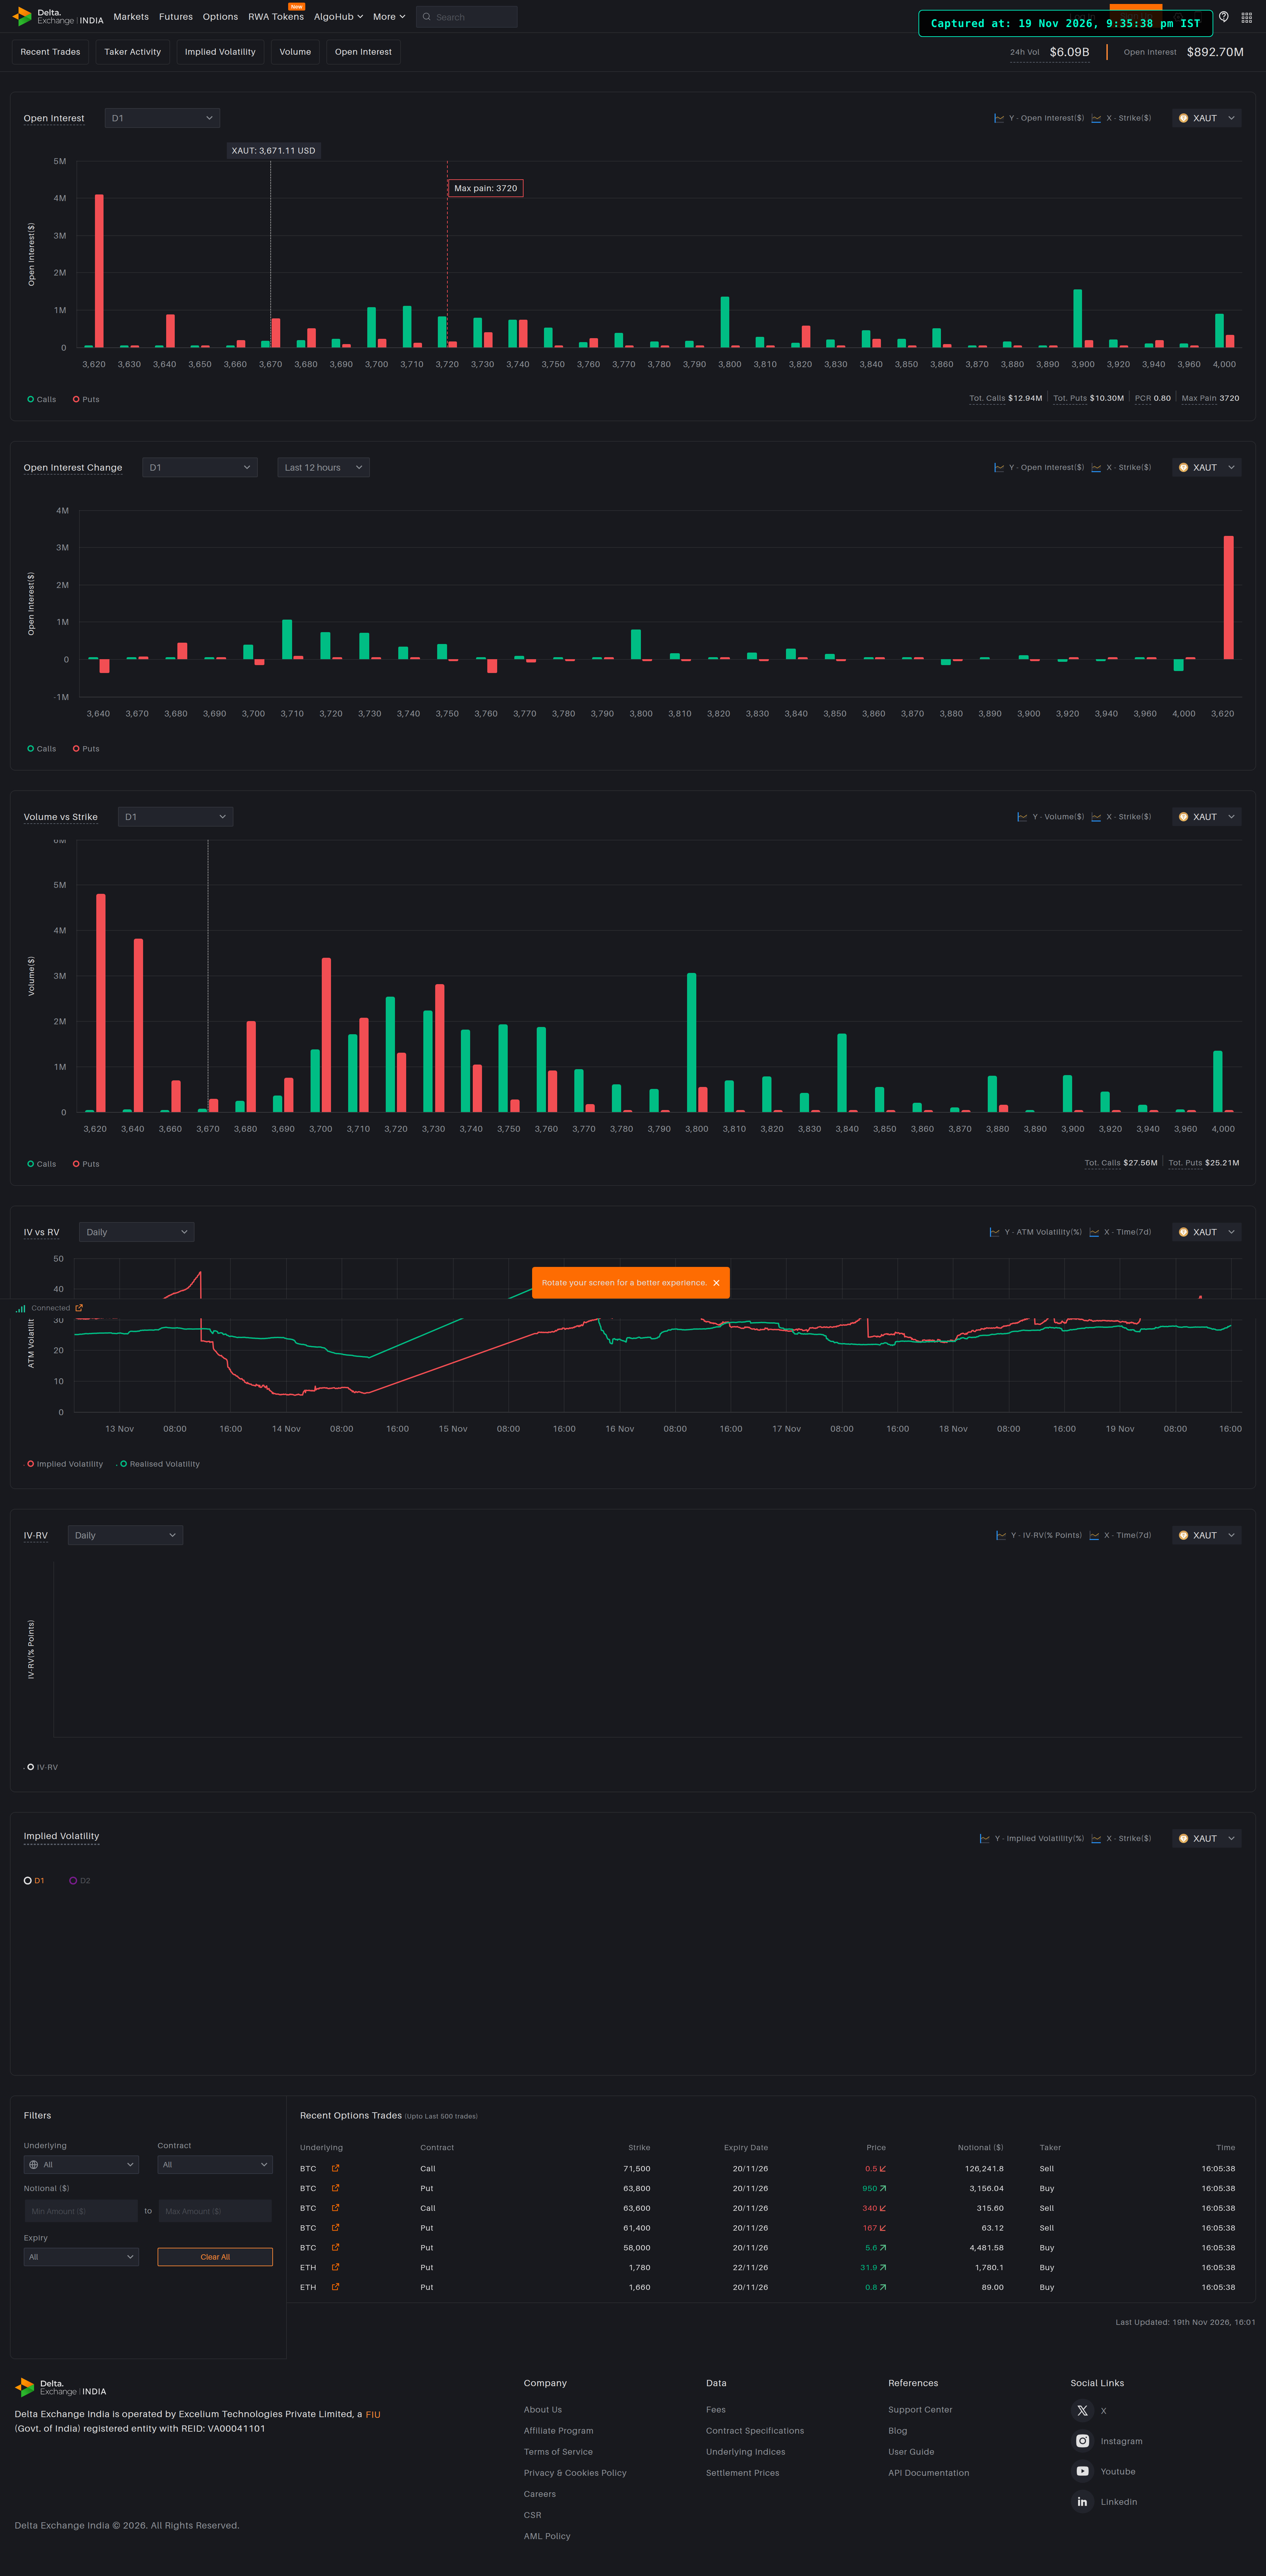 Delta.
Exchange | INDIA
Markets
Futures
Options
RWA Tokens
New
AlgoHub
More
Search
Captured at: 19 Nov 2026, 9:35:38 pm IST
Recent Trades
Taker Activity
Implied Volatility
Volume
Open Interest
24h Vol $6.09B
Open Interest $892.70M
Open Interest
D1
Y - Open Interest($)
X - Strike($)
XAUT
XAUT: 3,671.11 USD
Max pain: 3720
Open Interest($)
5M
4M
3M
2M
1M
0
3,620 3,630 3,640 3,650 3,660 3,670 3,680 3,690 3,700 3,710 3,720 3,730 3,740 3,750 3,760 3,770 3,780 3,790 3,800 3,810 3,820 3,830 3,840 3,850 3,860 3,870 3,880 3,890 3,900 3,920 3,940 3,960 4,000
Calls
Puts
Tot. Calls $12.94M
Tot. Puts $10.30M
PCR 0.80
Max Pain 3720
Open Interest Change
D1
Last 12 hours
Y - Open Interest($)
X - Strike($)
XAUT
Open Interest($)
4M
3M
2M
1M
0
-1M
3,640 3,670 3,680 3,690 3,700 3,710 3,720 3,730 3,740 3,750 3,760 3,770 3,780 3,790 3,800 3,810 3,820 3,830 3,840 3,850 3,860 3,870 3,880 3,890 3,900 3,920 3,940 3,960 4,000 3,620
Calls
Puts
Volume vs Strike
D1
Y - Volume($)
X - Strike($)
XAUT
Volume($)
6M
5M
4M
3M
2M
1M
0
3,620 3,640 3,660 3,670 3,680 3,690 3,700 3,710 3,720 3,730 3,740 3,750 3,760 3,770 3,780 3,790 3,800 3,810 3,820 3,830 3,840 3,850 3,860 3,870 3,880 3,890 3,900 3,920 3,940 3,960 4,000
Calls
Puts
Tot. Calls $27.56M
Tot. Puts $25.21M
IV vs RV
Daily
Y - ATM Volatility(%)
X - Time(7d)
XAUT
50
40
Rotate your screen for a better experience.
Connected
ATM Volatilit
30
20
10
0
13 Nov 08:00 16:00 14 Nov 08:00 16:00 15 Nov 08:00 16:00 16 Nov 08:00 16:00 17 Nov 08:00 16:00 18 Nov 08:00 16:00 19 Nov 08:00 16:00
Implied Volatility
Realised Volatility
IV-RV
Daily
Y - IV-RV(% Points)
X - Time(7d)
XAUT
IV-RV(% Points)
IV-RV
Implied Volatility
Y - Implied Volatility(%)
X - Strike($)
XAUT
D1
D2
Filters
Underlying
Contract
All
All
Notional ($)
Min Amount ($)
to
Max Amount ($)
Expiry
All
Clear All
Recent Options Trades (Upto Last 500 trades)
Underlying Contract Strike Expiry Date Price Notional ($) Taker Time
BTC Call 71,500 20/11/26 0.5 126,241.8 Sell 16:05:38
BTC Put 63,800 20/11/26 950 3,156.04 Buy 16:05:38
BTC Call 63,600 20/11/26 340 315.60 Sell 16:05:38
BTC Put 61,400 20/11/26 167 63.12 Sell 16:05:38
BTC Put 58,000 20/11/26 5.6 4,481.58 Buy 16:05:38
ETH Put 1,780 22/11/26 31.9 1,780.1 Buy 16:05:38
ETH Put 1,660 20/11/26 0.8 89.00 Buy 16:05:38
Last Updated: 19th Nov 2026, 16:01
Delta.
Exchange | INDIA
Delta Exchange India is operated by Excelium Technologies Private Limited, a FIU
(Govt. of India) registered entity with REID: VA00041101
Delta Exchange India © 2026. All Rights Reserved.
Company
About Us
Affiliate Program
Terms of Service
Privacy & Cookies Policy
Careers
CSR
AML Policy
Data
Fees
Contract Specifications
Underlying Indices
Settlement Prices
References
Support Center
Blog
User Guide
API Documentation
Social Links
X
Instagram
Youtube
Linkedin